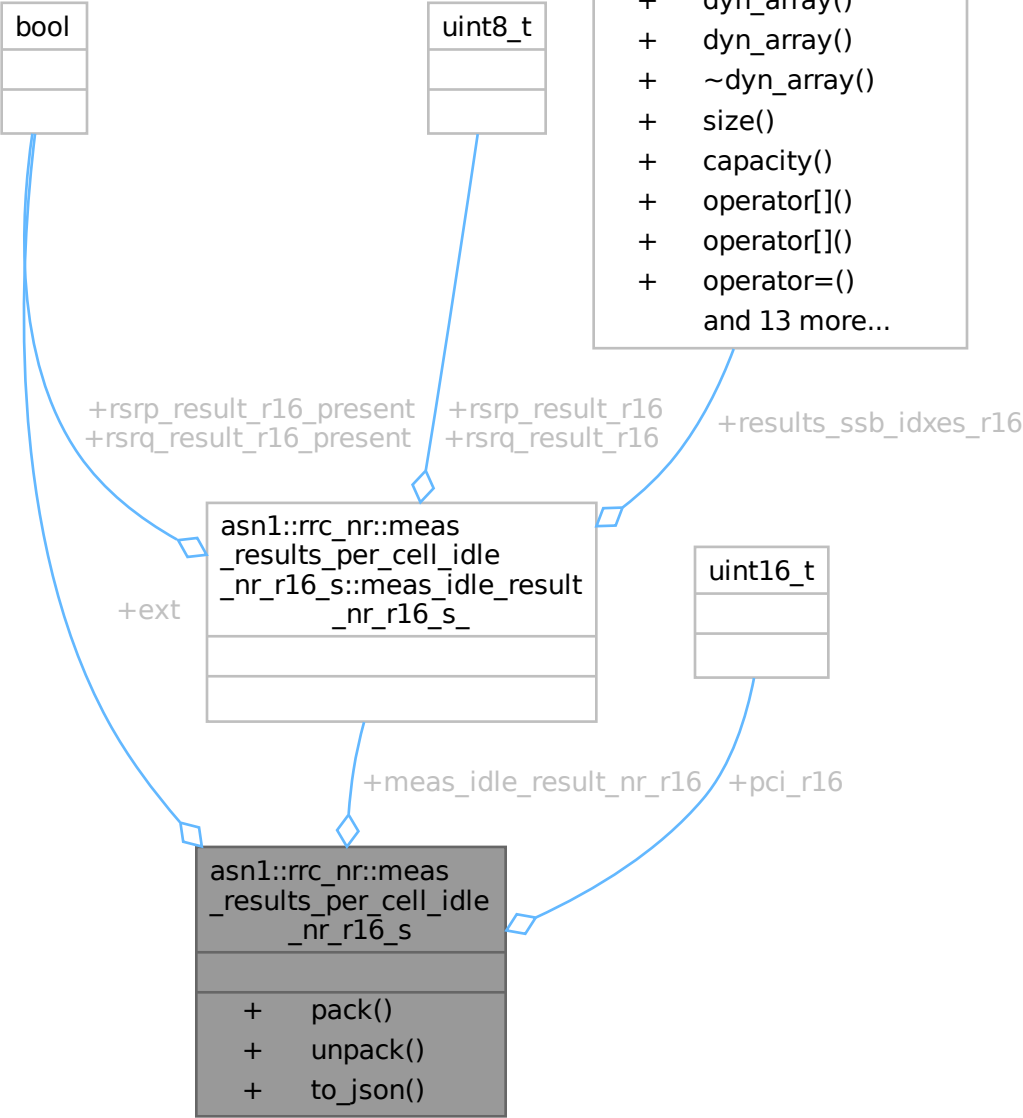 bool
uint8_t
+ dyn_array()
+ dyn_array()
+ ~dyn_array()
+ size()
+ capacity()
+ operator[]()
+ operator[]()
+ operator=()
and 13 more...
+rsrp_result_r16_present
+rsrq_result_r16_present
+rsrp_result_r16
+rsrq_result_r16
+results_ssb_idxes_r16
asn1::rrc_nr::meas
_results_per_cell_idle
_nr_r16_s::meas_idle_result
_nr_r16_s_
uint16_t
+ext
+meas_idle_result_nr_r16
+pci_r16
asn1::rrc_nr::meas
_results_per_cell_idle
_nr_r16_s
+ pack()
+ unpack()
+ to_json()